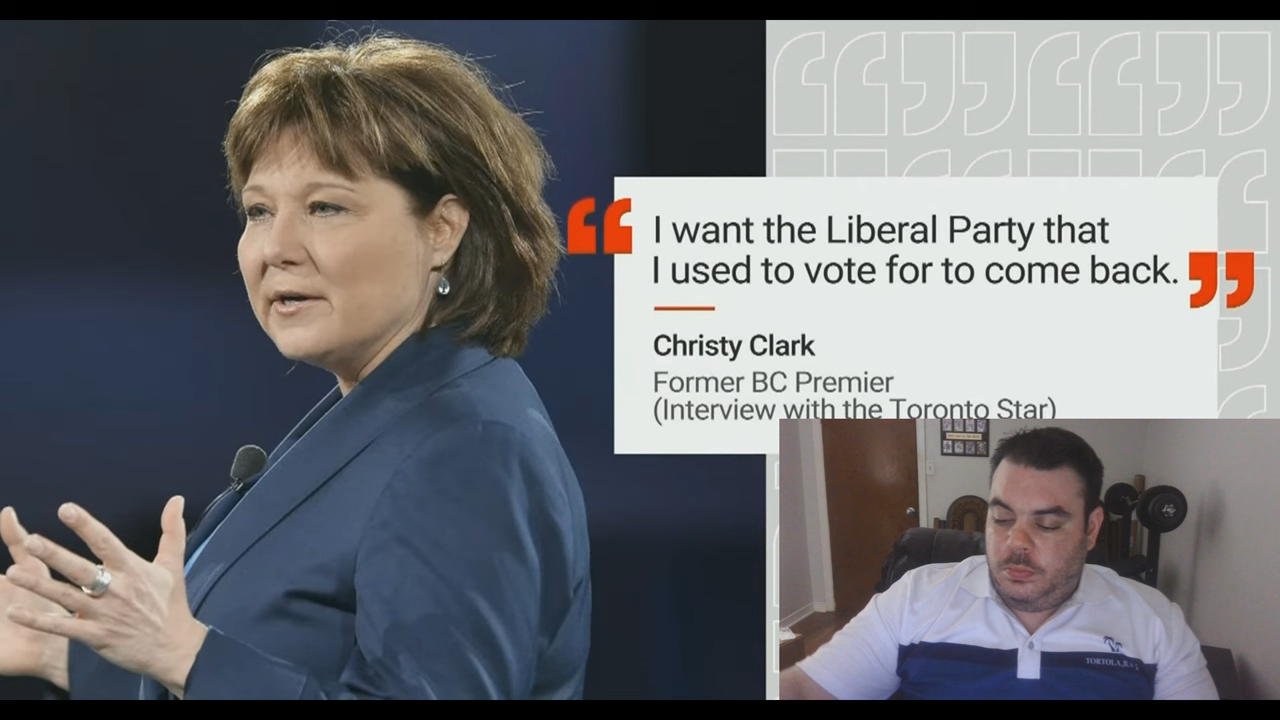 I want the Liberal Party that
I used to vote for to come back.
Christy Clark
Former BC Premier
(Interview with the Toronto Star)